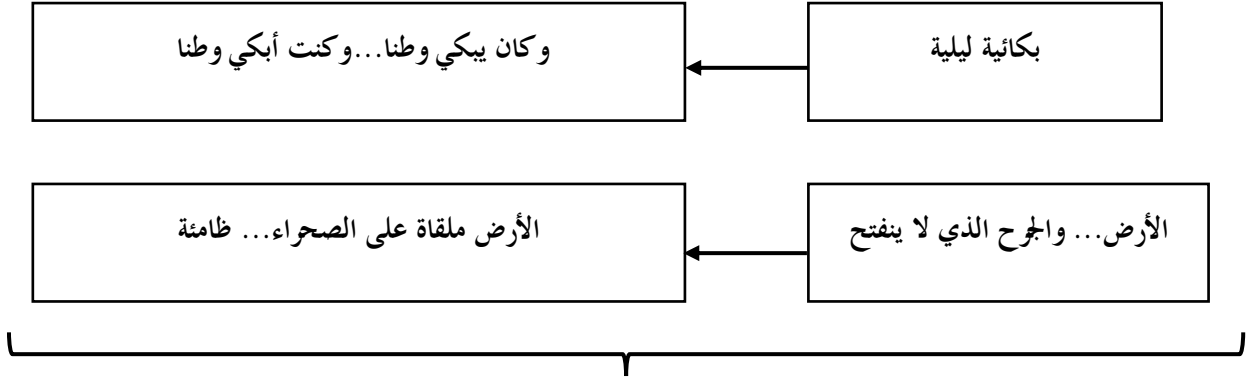 بكائية ليلية
وكان يبكي وطنا...وكنت أبكي وطنا
الأرض... والجرح الذي لا ينفتح
الأرض ملقاة على الصحراء... ظامئة